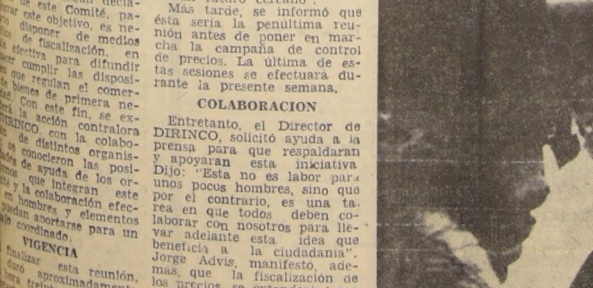 de este Comité, pa-
este objetivo, es ne-
disponer de medios
de fiscalización, en
efectiva para difundir
cumplir las disposi-
que regulan el comer-
de bienes de primera ne-
Con este fin, se ex-
la acción contralora
DIRINCO, con la colabo-
de distintos organis-
se conocieron las posi-
de ayuda de los or-
que integran este
y la colaboración efec-
en hombres y elementos
puedan aportarse para un
coordinado.
VIGENCIA
finalizar esta reunión,
duró aproximadamente
Más tarde, se informó que
ésta sería la penúltima reu-
nión antes de poner en mar-
cha la campaña de control
de precios. La última de es-
tas sesiones se efectuará du-
rante la presente semana.
COLABORACION
Entretanto, el Director de
DIRINCO, solicitó ayuda a la
prensa para que respaldaran
y apoyaran esta iniciativa
Dijo: "Esta no es labor para
unos pocos hombres, sino que
por el contrario, es una ta-
rea en que todos deben co-
laborar con nosotros para lle-
var adelante esta idea que
beneficia a la ciudadanía".
Jorge Advis, manifestó, ade-
más, que la fiscalización de
los precios se